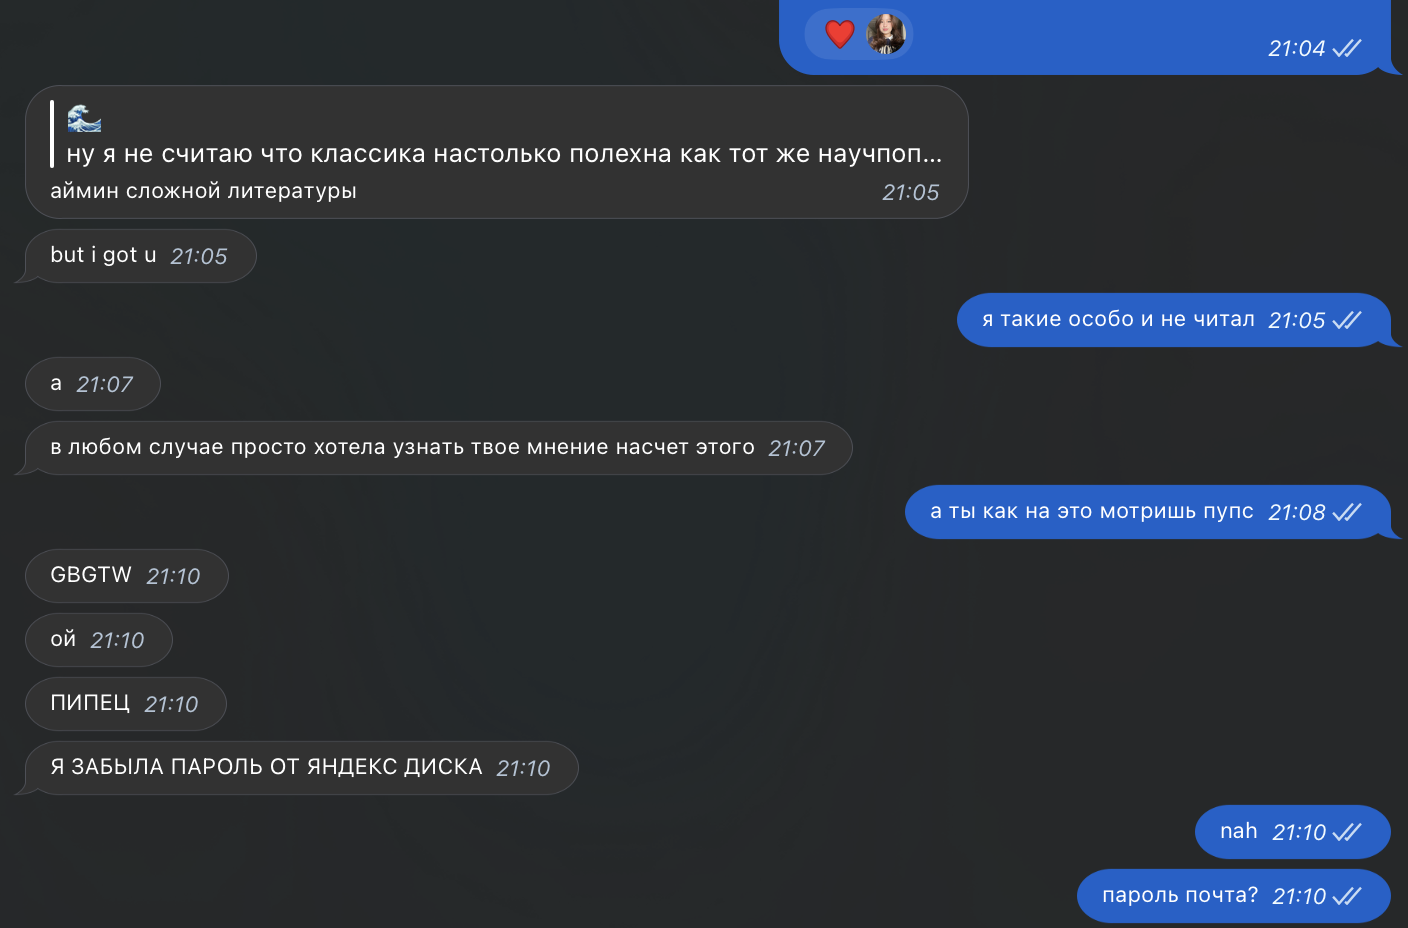 21:04
ну я не считаю что классика настолько полехна как тот же научпоп...
аймин сложной литературы 21:05
but i got u 21:05
я такие особо и не читал 21:05
а 21:07
в любом случае просто хотела узнать твое мнение насчет этого 21:07
а ты как на это мотришь пупс 21:08
GBGTW 21:10
ой 21:10
ПИПЕЦ 21:10
Я ЗАБЫЛА ПАРОЛЬ ОТ ЯНДЕКС ДИСКА 21:10
nah 21:10
пароль почта? 21:10